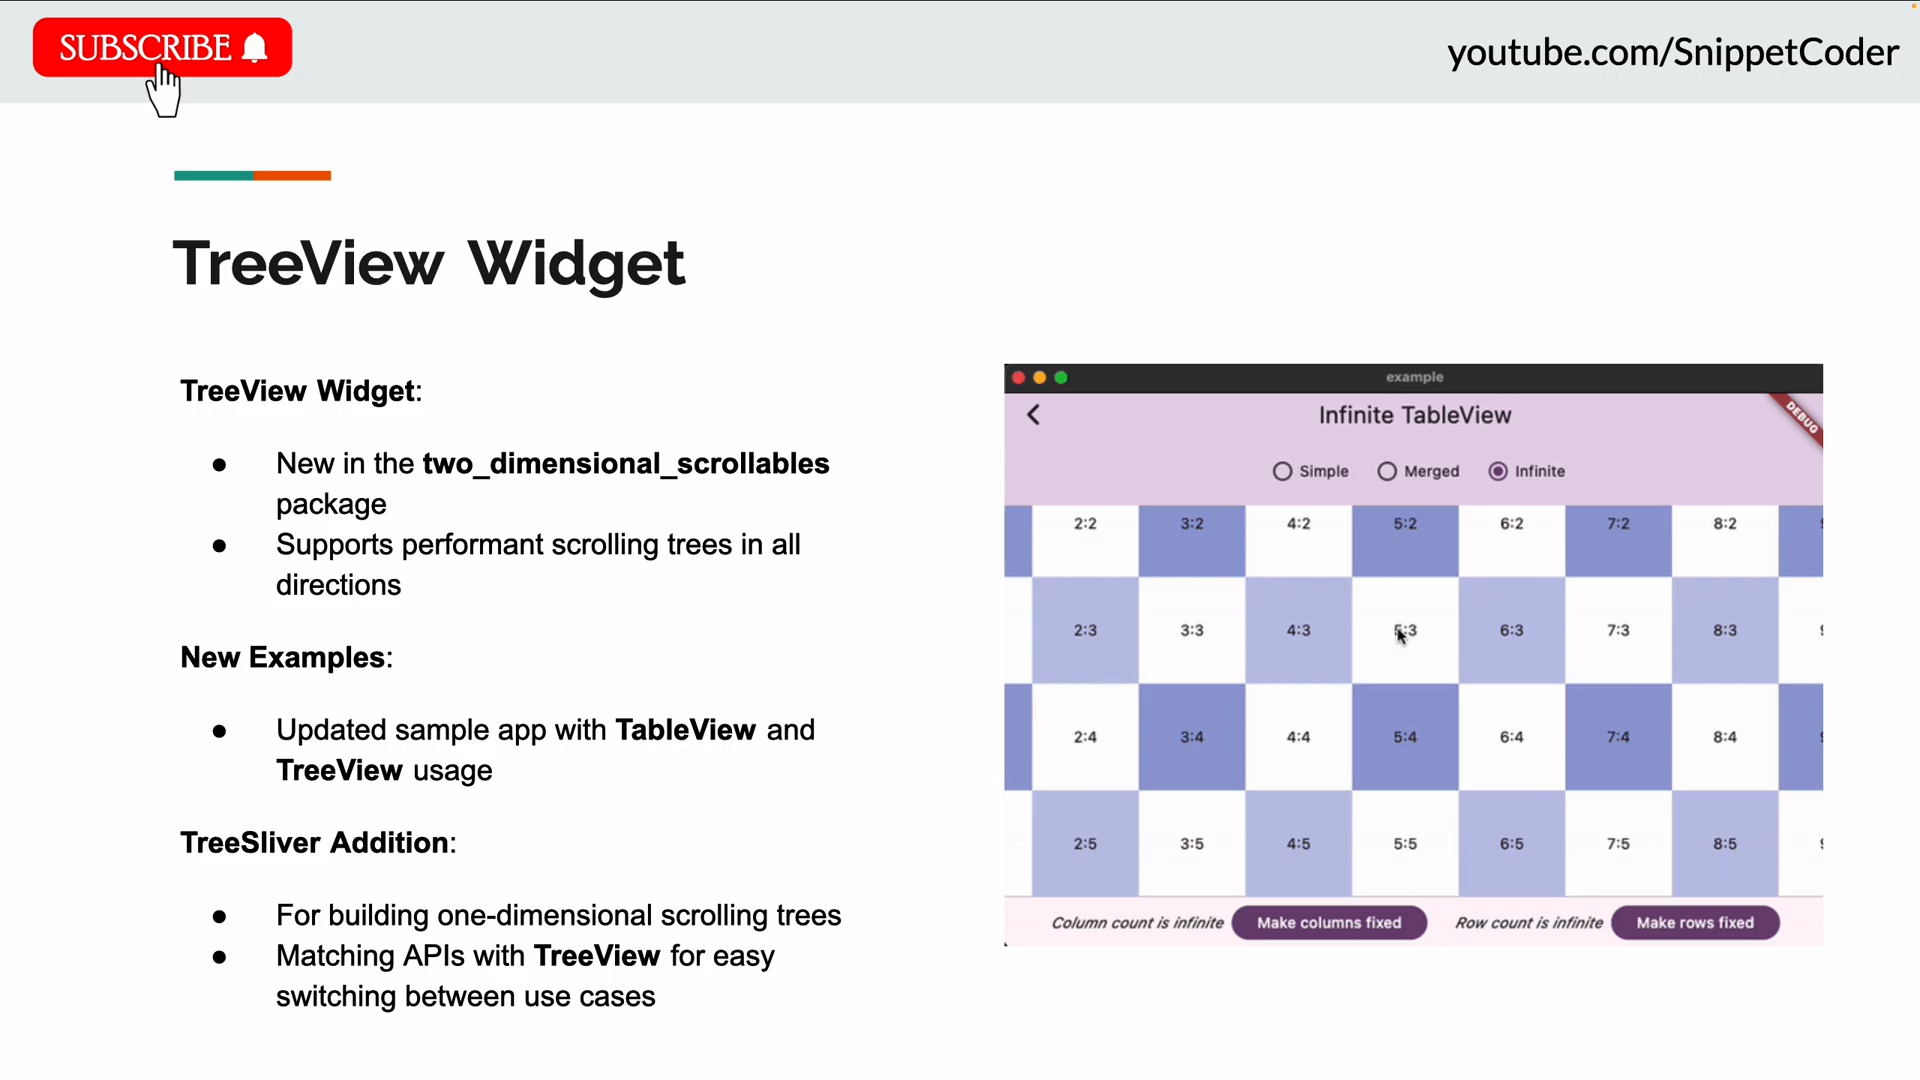 SUBSCRIBE
youtube.com/SnippetCoder
TreeView Widget
TreeView Widget:
● New in the two_dimensional_scrollables
package
● Supports performant scrolling trees in all
directions
New Examples:
● Updated sample app with TableView and
TreeView usage
TreeSliver Addition:
● For building one-dimensional scrolling trees
● Matching APIs with TreeView for easy
switching between use cases
example
Infinite TableView
DEBUG
Simple Merged Infinite
2:2 3:2 4:2 5:2 6:2 7:2 8:2
2:3 3:3 4:3 5:3 6:3 7:3 8:3
2:4 3:4 4:4 5:4 6:4 7:4 8:4
2:5 3:5 4:5 5:5 6:5 7:5 8:5
Column count is infinite Make columns fixed Row count is infinite Make rows fixed